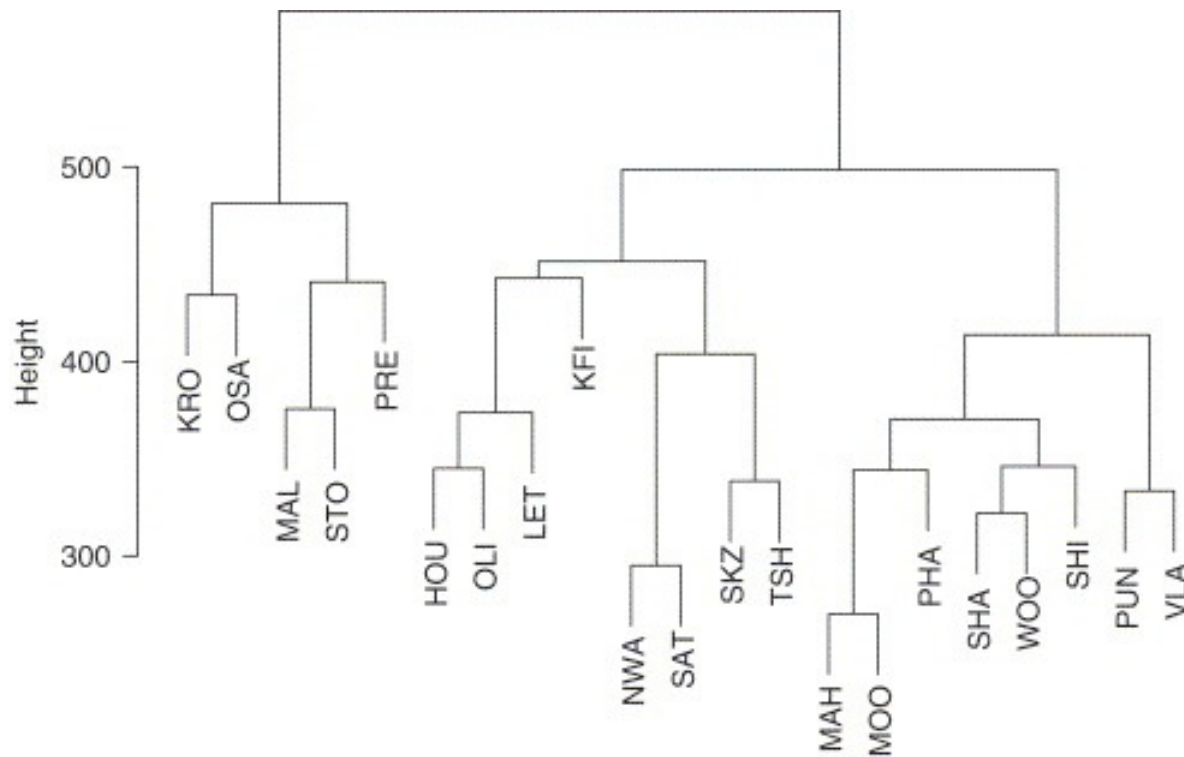 500
400
300
Height
KRO
OSA
MAL
STO
PRE
HOU
OLI
LET
KFI
NWA
SAT
SKZ
TSH
MAH
MOO
PHA
SHA
WOO
SHI
PUN
VLA